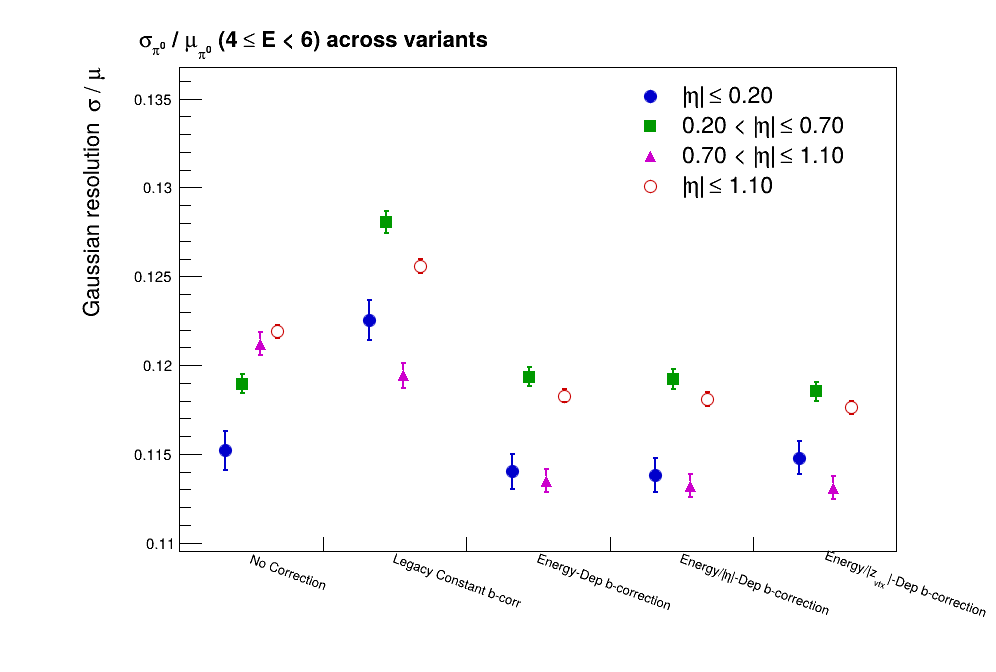 σπ⁰ / μπ⁰ (4 ≤ E < 6) across variants
Gaussian resolution σ / μ
0.135
0.13
0.125
0.12
0.115
0.11
|η| ≤ 0.20
0.20 < |η| ≤ 0.70
0.70 < |η| ≤ 1.10
|η| ≤ 1.10
No Correction
Legacy Constant b-corr
Energy-Dep b-correction
Energy/|η|-Dep b-correction
Energy/|z_vtx|-Dep b-correction